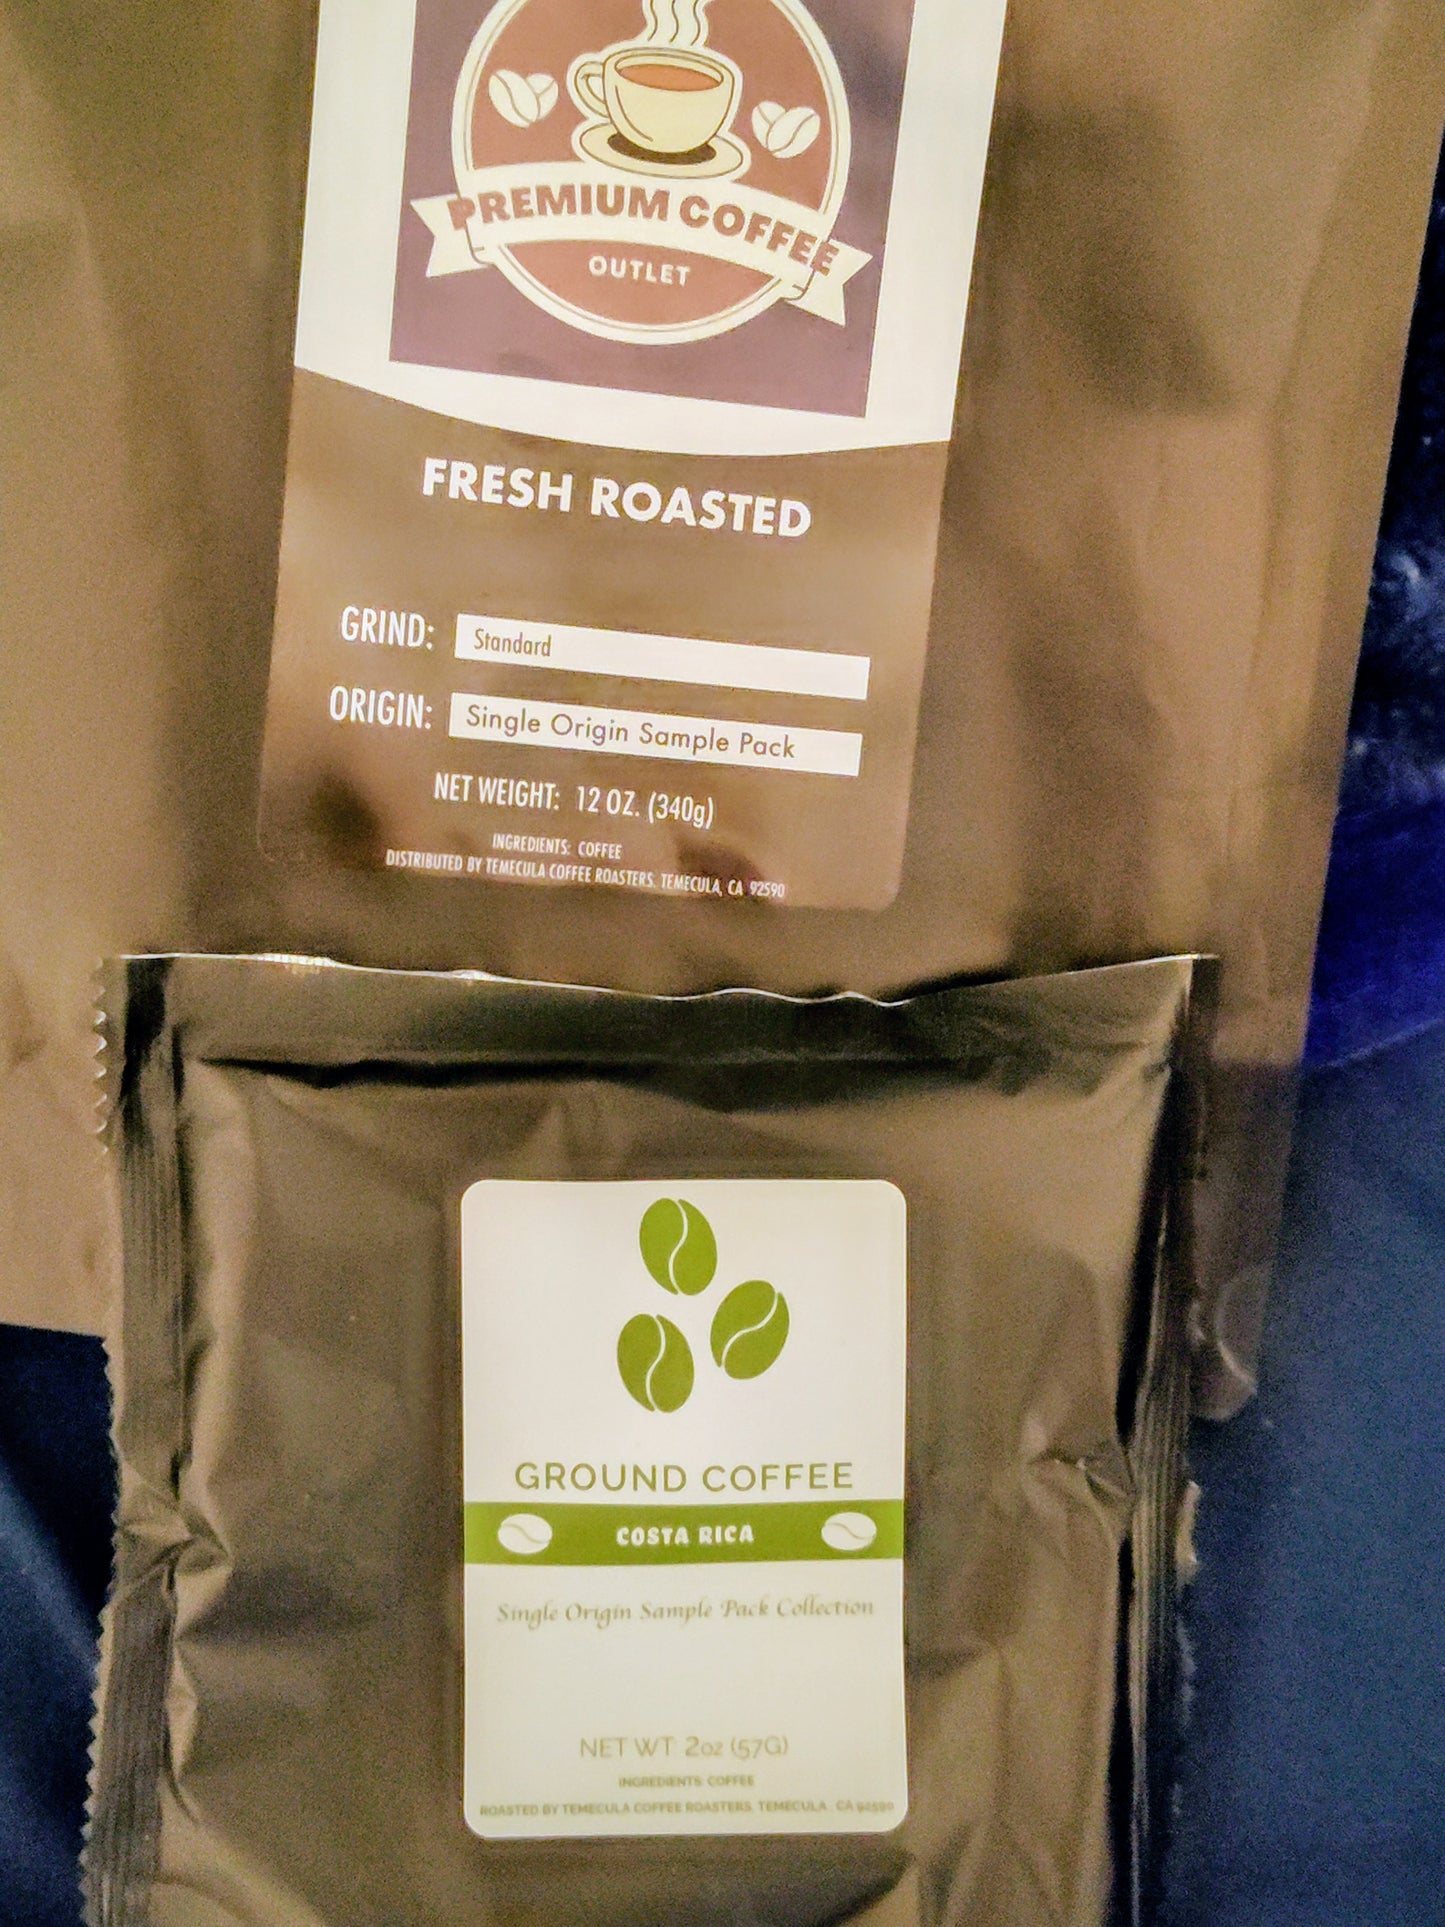 PREMIUM COFFEE
OUTLET
FRESH ROASTED
GRIND: Standard
ORIGIN: Single Origin Sample Pack
NET WEIGHT: 12 OZ. (340g)
INGREDIENTS: COFFEE
DISTRIBUTED BY TEMECULA COFFEE ROASTERS. TEMECULA, CA 92590
GROUND COFFEE
COSTA RICA
Single Origin Sample Pack Collection
NET WT 2oz (57G)
INGREDIENTS: COFFEE
ROASTED BY TEMECULA COFFEE ROASTERS. TEMECULA , CA 92590